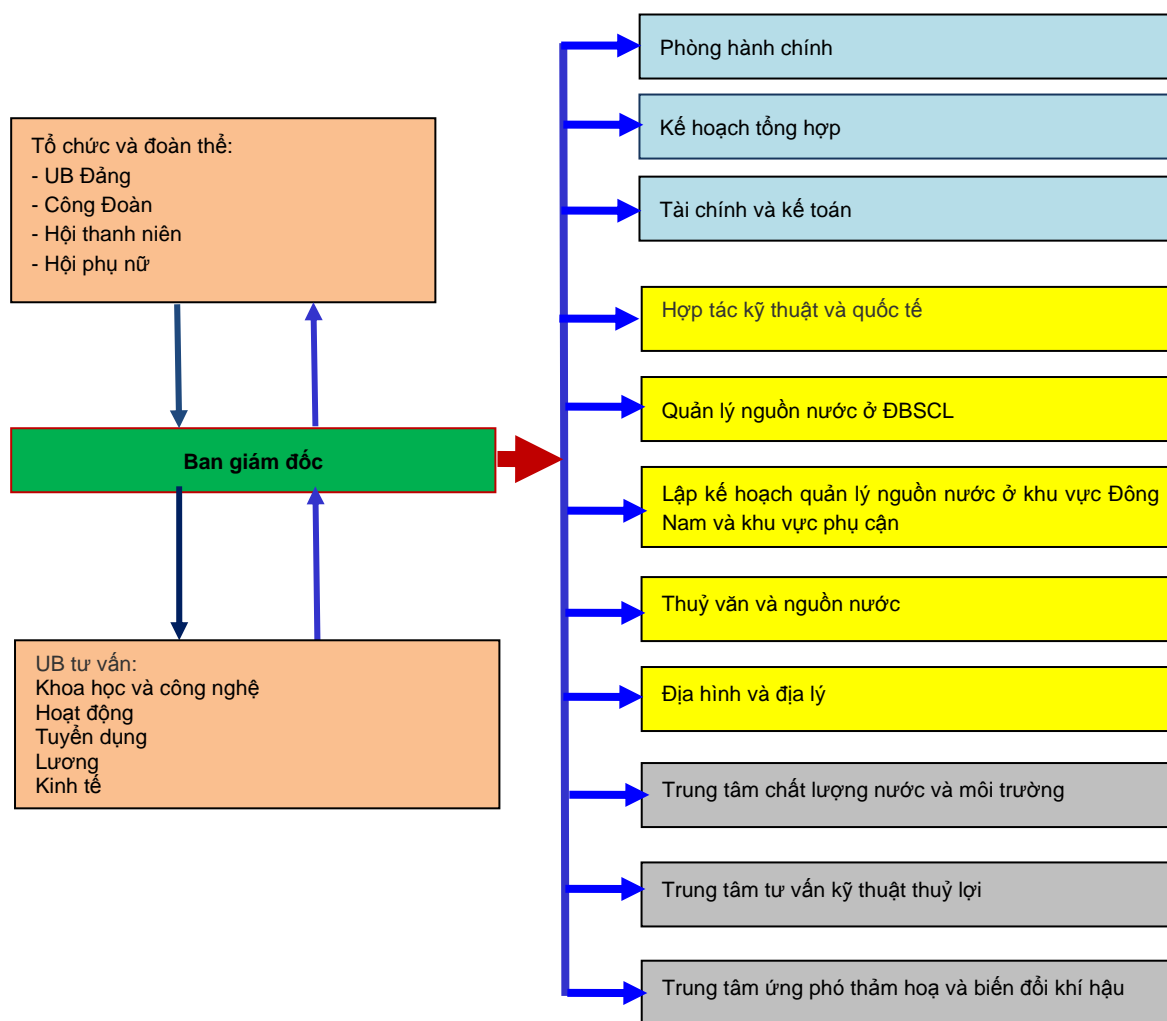 Tổ chức và đoàn thể:
- UB Đảng
- Công Đoàn
- Hội thanh niên
- Hội phụ nữ
Ban giám đốc
UB tư vấn:
Khoa học và công nghệ
Hoạt động
Tuyển dụng
Lương
Kinh tế
Phòng hành chính
Kế hoạch tổng hợp
Tài chính và kế toán
Hợp tác kỹ thuật và quốc tế
Quản lý nguồn nước ở ĐBSCL
Lập kế hoạch quản lý nguồn nước ở khu vực Đông
Nam và khu vực phụ cận
Thuỷ văn và nguồn nước
Địa hình và địa lý
Trung tâm chất lượng nước và môi trường
Trung tâm tư vấn kỹ thuật thuỷ lợi
Trung tâm ứng phó thảm hoạ và biến đổi khí hậu